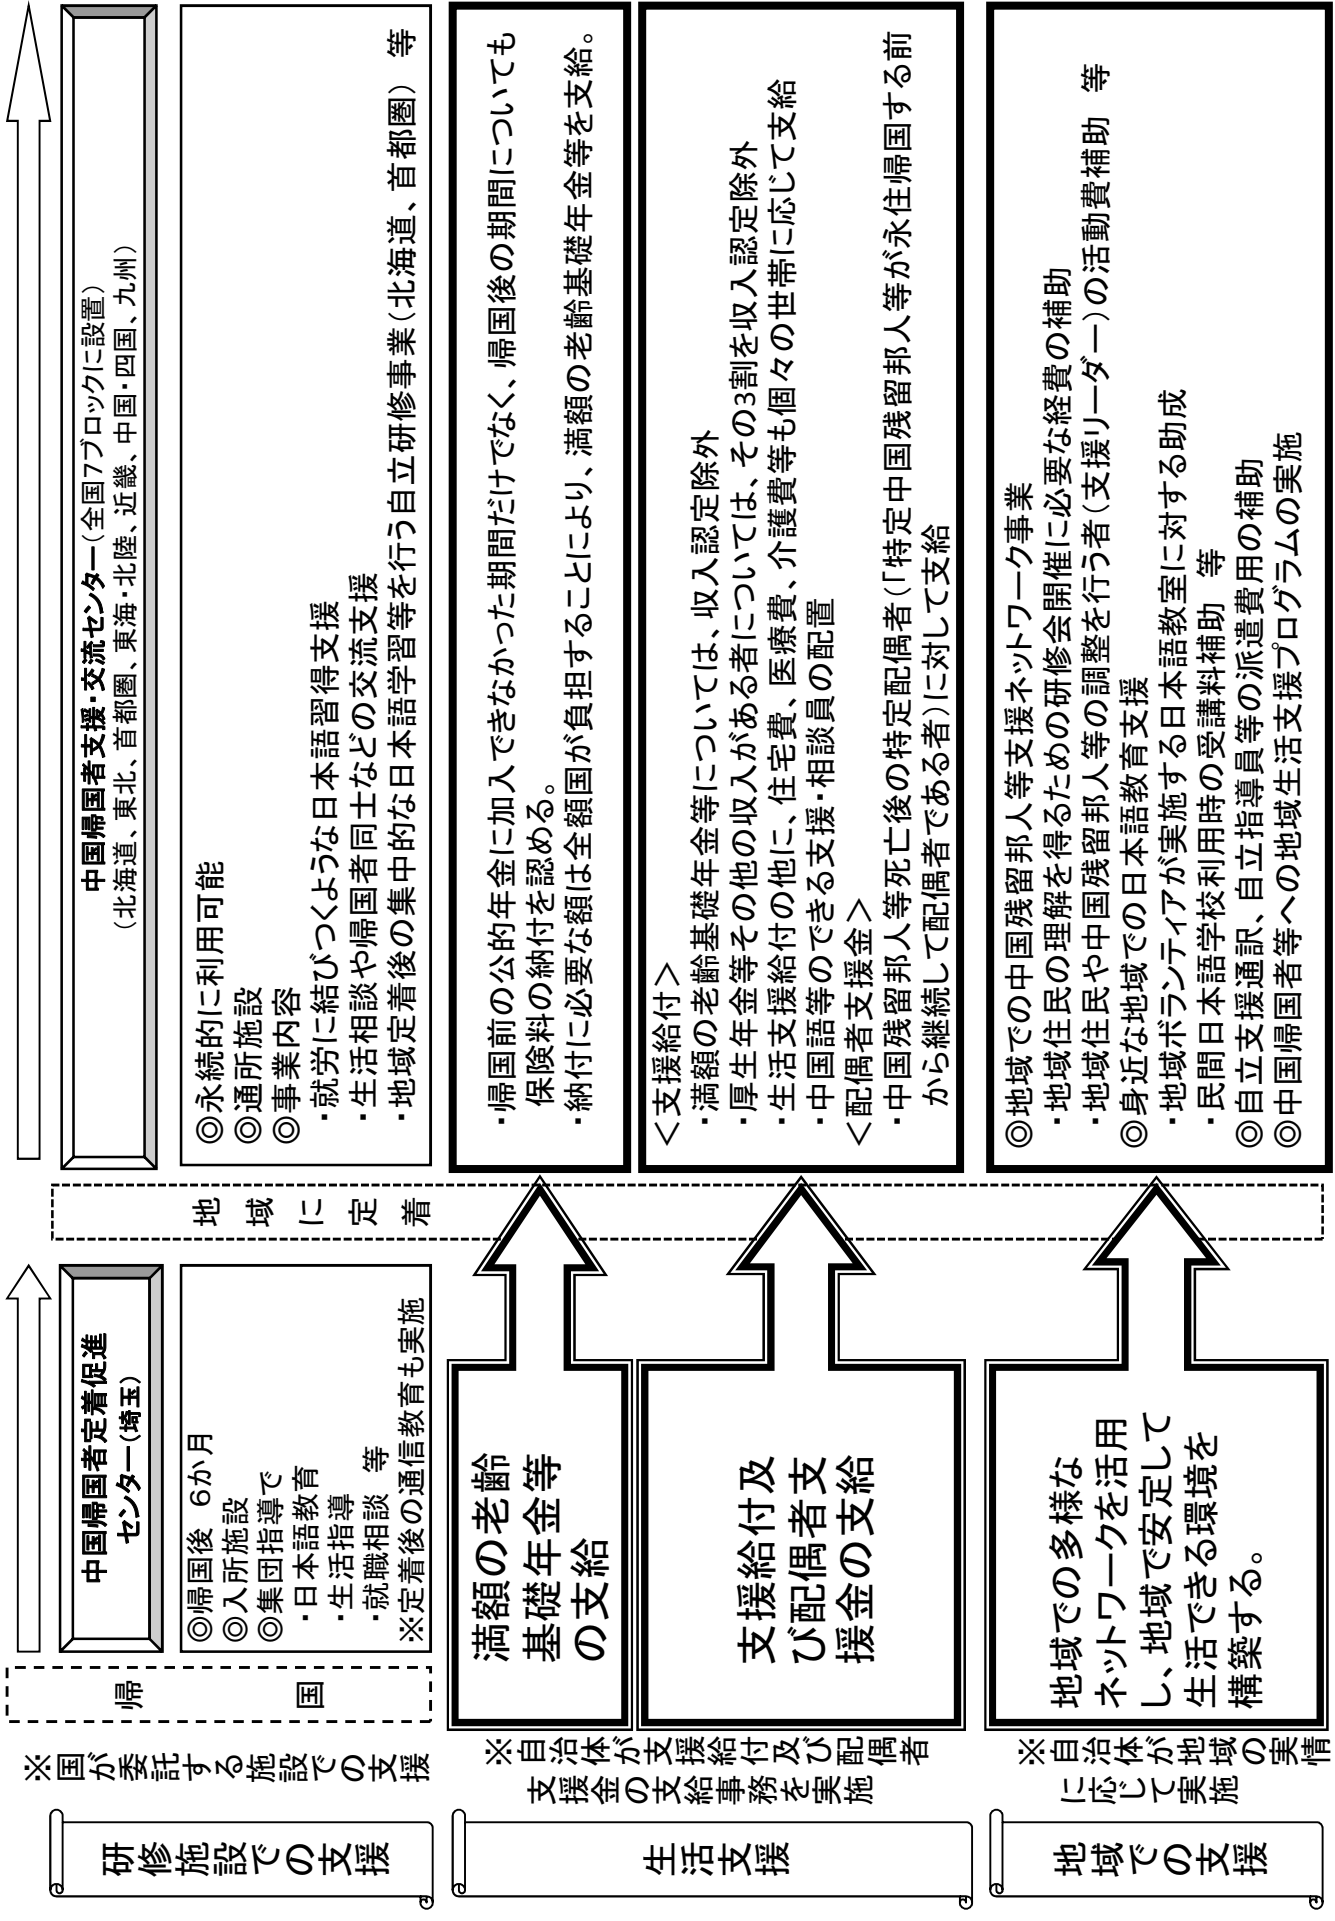 研修施設での支援
※国が委託する施設での支援
帰国
中国帰国者定着促進
センター(埼玉)
◎帰国後 6か月
◎入所施設
◎集団指導で
・日本語教育
・生活指導
・就職相談 等
※定着後の通信教育も実施
地域に定着
中国帰国者支援・交流センター(全国7ブロックに設置)
(北海道、東北、首都圏、東海・北陸、近畿、中国・四国、九州)
◎永続的に利用可能
◎通所施設
◎事業内容
・就労に結びつくような日本語習得支援
・生活相談や帰国者同士などの交流支援
・地域定着後の集中的な日本語学習等を行う自立研修事業(北海道、首都圏) 等
生活支援
※自治体が支援給付及び配偶者
支援金の支給事務を実施
満額の老齢
基礎年金等
の支給
・帰国前の公的年金に加入できなかった期間だけでなく、帰国後の期間についても
保険料の納付を認める。
・納付に必要な額は全額国が負担することにより、満額の老齢基礎年金等を支給。
支援給付及
び配偶者支
援金の支給
＜支援給付＞
・満額の老齢基礎年金等については、収入認定除外
・厚生年金等その他の収入がある者については、その3割を収入認定除外
・生活支援給付の他に、住宅費、医療費、介護費等も個々の世帯に応じて支給
・中国語等のできる支援・相談員の配置
＜配偶者支援金＞
・中国残留邦人等死亡後の特定配偶者(「特定中国残留邦人等が永住帰国する前
から継続して配偶者である者)に対して支給
地域での支援
※自治体が地域の実情
に応じて実施
地域での多様な
ネットワークを活用
し、地域で安定して
生活できる環境を
構築する。
◎地域での中国残留邦人等支援ネットワーク事業
・地域住民の理解を得るための研修会開催に必要な経費の補助
・地域住民や中国残留邦人等の調整を行う者(支援リーダー)の活動費補助 等
◎身近な地域での日本語教育支援
・地域ボランティアが実施する日本語教室に対する助成
・民間日本語学校利用時の受講料補助 等
◎自立支援通訳、自立指導員等の派遣費用の補助
◎中国帰国者等への地域生活支援プログラムの実施